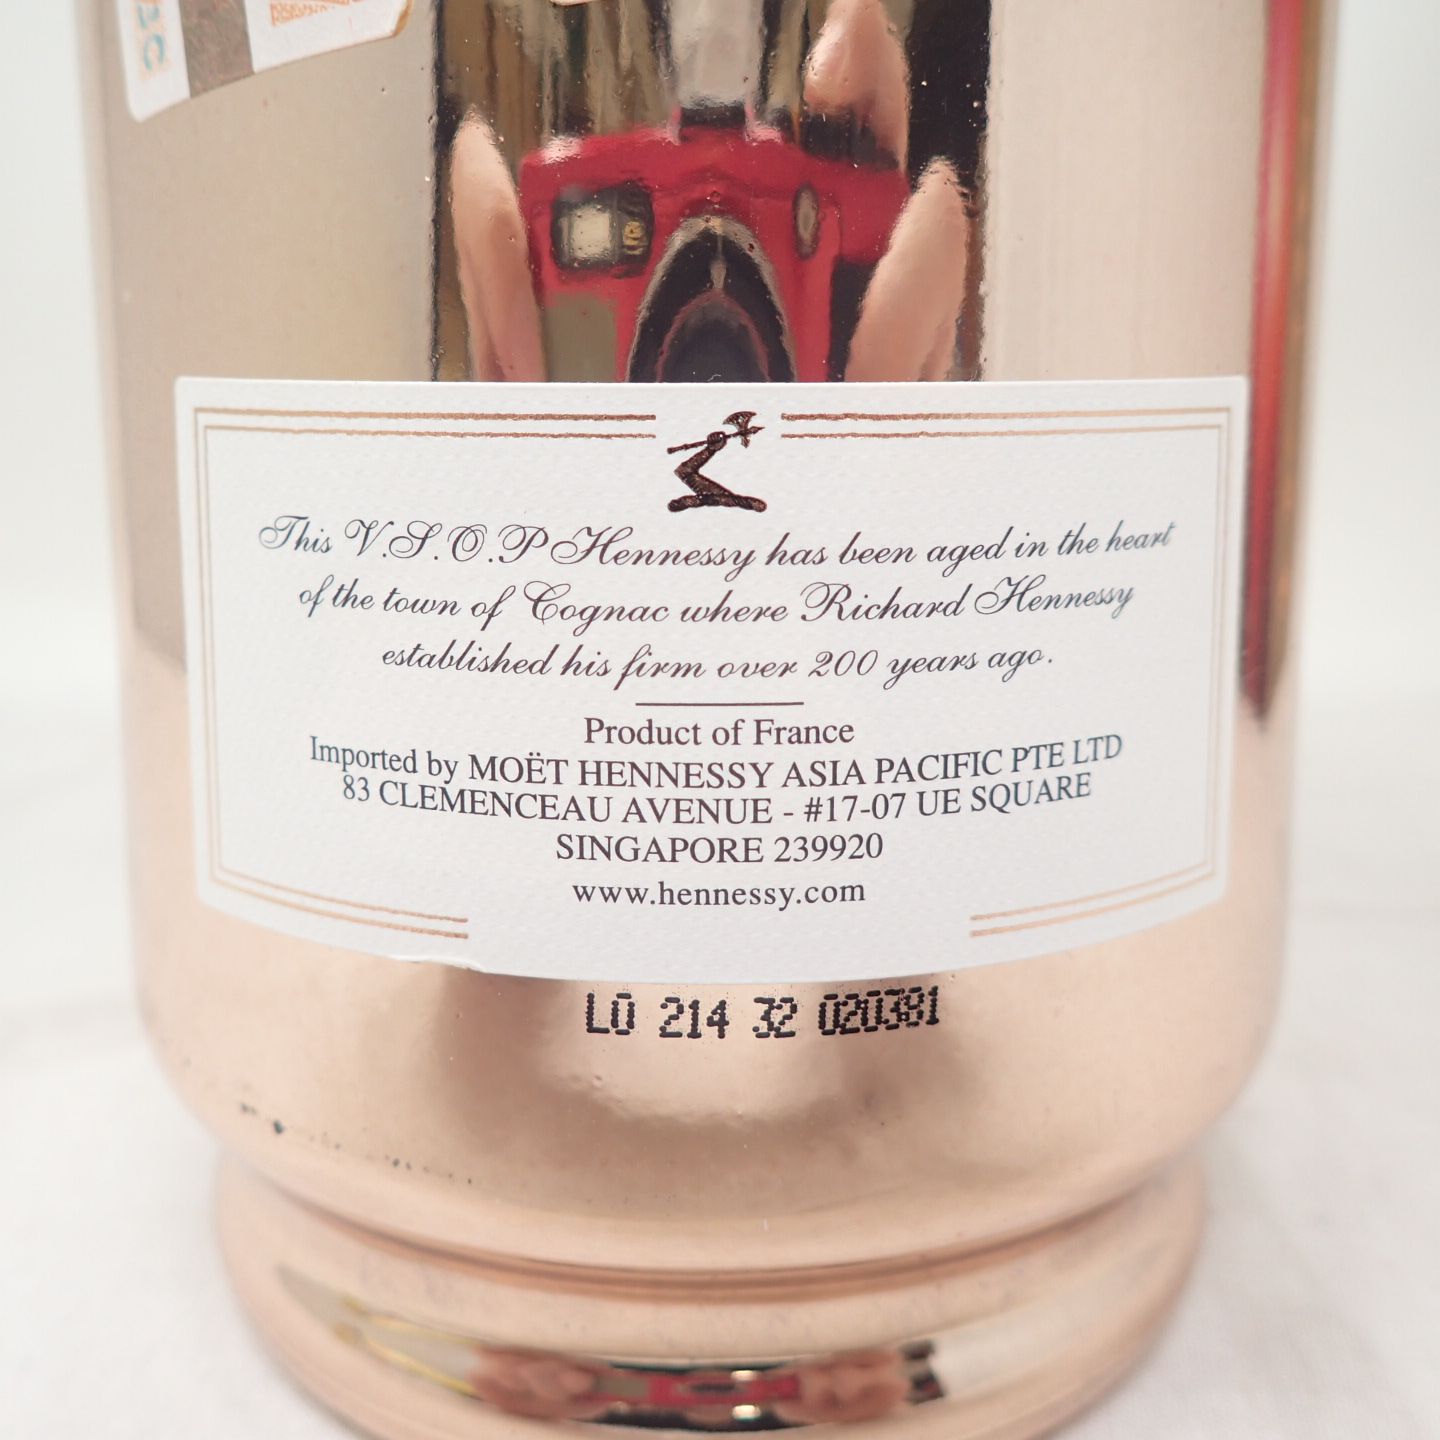 This V.S.O.P Hennessy has been aged in the heart
of the town of Cognac where Richard Hennessy
established his firm over 200 years ago.
Product of France
Imported by MOËT HENNESSY ASIA PACIFIC PTE LTD
83 CLEMENCEAU AVENUE - #17-07 UE SQUARE
SINGAPORE 239920
www.hennessy.com
L0 214 32